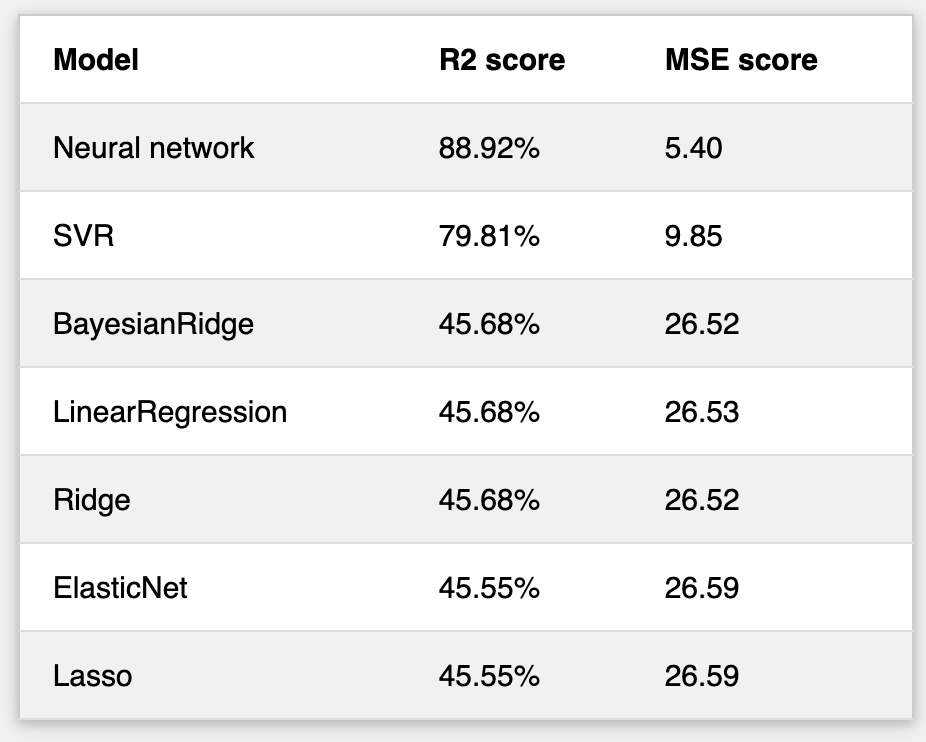 Model R2 score MSE score
Neural network 88.92% 5.40
SVR 79.81% 9.85
BayesianRidge 45.68% 26.52
LinearRegression 45.68% 26.53
Ridge 45.68% 26.52
ElasticNet 45.55% 26.59
Lasso 45.55% 26.59